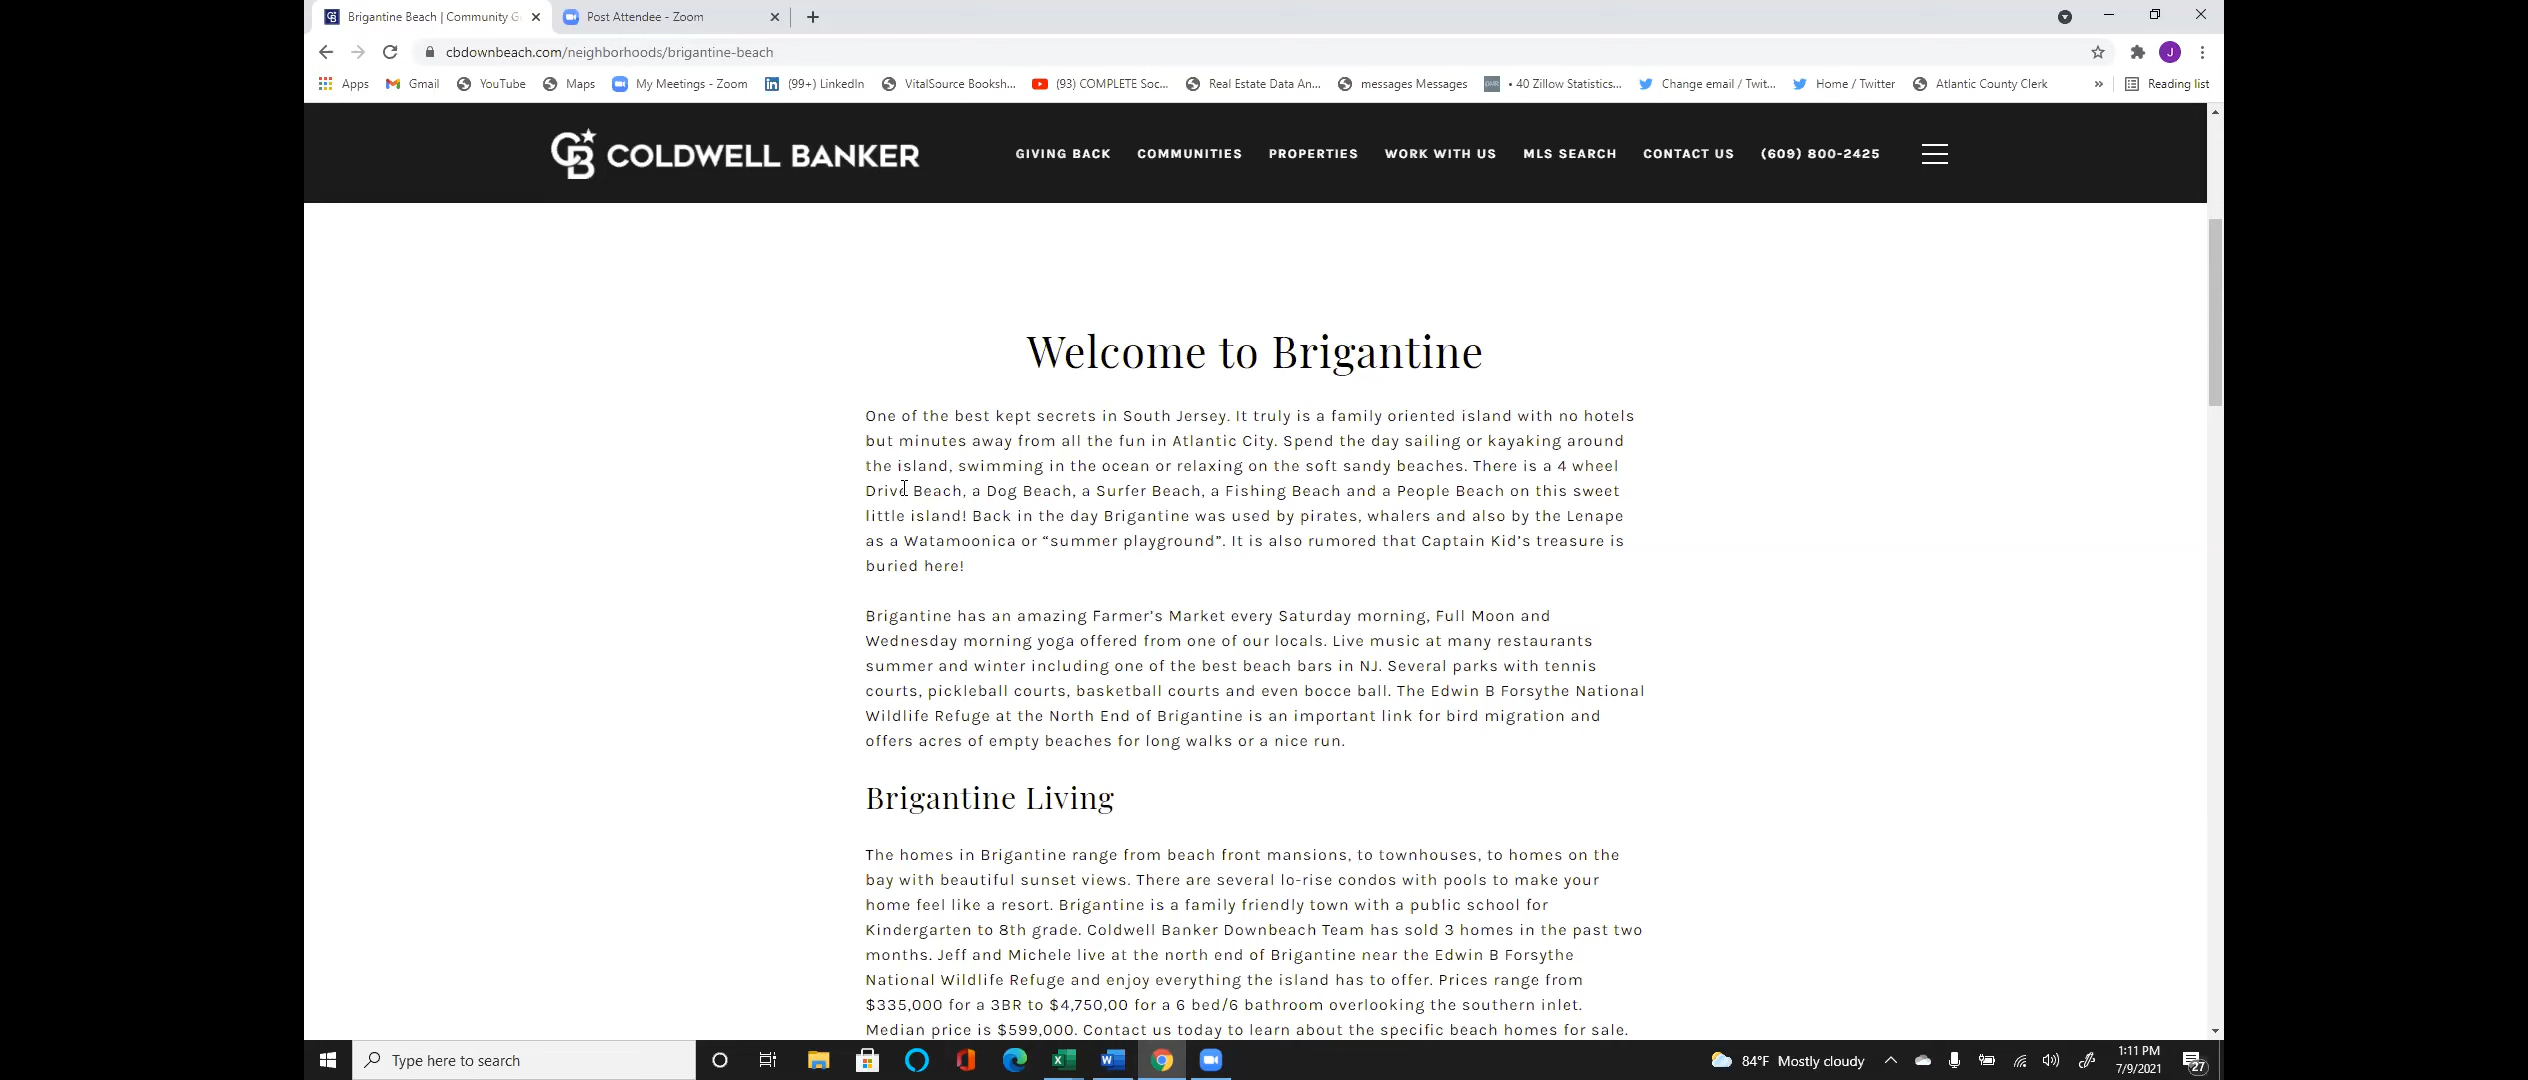 Brigantine Beach | Community G
Post Attendee - Zoom
cbdownbeach.com/neighborhoods/brigantine-beach
J
Apps
Gmail
YouTube
Maps
My Meetings - Zoom
(99+) LinkedIn
VitalSource Booksh...
(93) COMPLETE Soc...
Real Estate Data An...
messages Messages
• 40 Zillow Statistics...
Change email / Twit...
Home / Twitter
Atlantic County Clerk
»
Reading list
CB COLDWELL BANKER
GIVING BACK
COMMUNITIES
PROPERTIES
WORK WITH US
MLS SEARCH
CONTACT US
(609) 800-2425
Welcome to Brigantine
One of the best kept secrets in South Jersey. It truly is a family oriented island with no hotels
but minutes away from all the fun in Atlantic City. Spend the day sailing or kayaking around
the island, swimming in the ocean or relaxing on the soft sandy beaches. There is a 4 wheel
Drive Beach, a Dog Beach, a Surfer Beach, a Fishing Beach and a People Beach on this sweet
little island! Back in the day Brigantine was used by pirates, whalers and also by the Lenape
as a Watamoonica or “summer playground”. It is also rumored that Captain Kid’s treasure is
buried here!
Brigantine has an amazing Farmer’s Market every Saturday morning, Full Moon and
Wednesday morning yoga offered from one of our locals. Live music at many restaurants
summer and winter including one of the best beach bars in NJ. Several parks with tennis
courts, pickleball courts, basketball courts and even bocce ball. The Edwin B Forsythe National
Wildlife Refuge at the North End of Brigantine is an important link for bird migration and
offers acres of empty beaches for long walks or a nice run.
Brigantine Living
The homes in Brigantine range from beach front mansions, to townhouses, to homes on the
bay with beautiful sunset views. There are several lo-rise condos with pools to make your
home feel like a resort. Brigantine is a family friendly town with a public school for
Kindergarten to 8th grade. Coldwell Banker Downbeach Team has sold 3 homes in the past two
months. Jeff and Michele live at the north end of Brigantine near the Edwin B Forsythe
National Wildlife Refuge and enjoy everything the island has to offer. Prices range from
$335,000 for a 3BR to $4,750,00 for a 6 bed/6 bathroom overlooking the southern inlet.
Median price is $599,000. Contact us today to learn about the specific beach homes for sale.
Type here to search
84°F Mostly cloudy
1:11 PM
7/9/2021
27